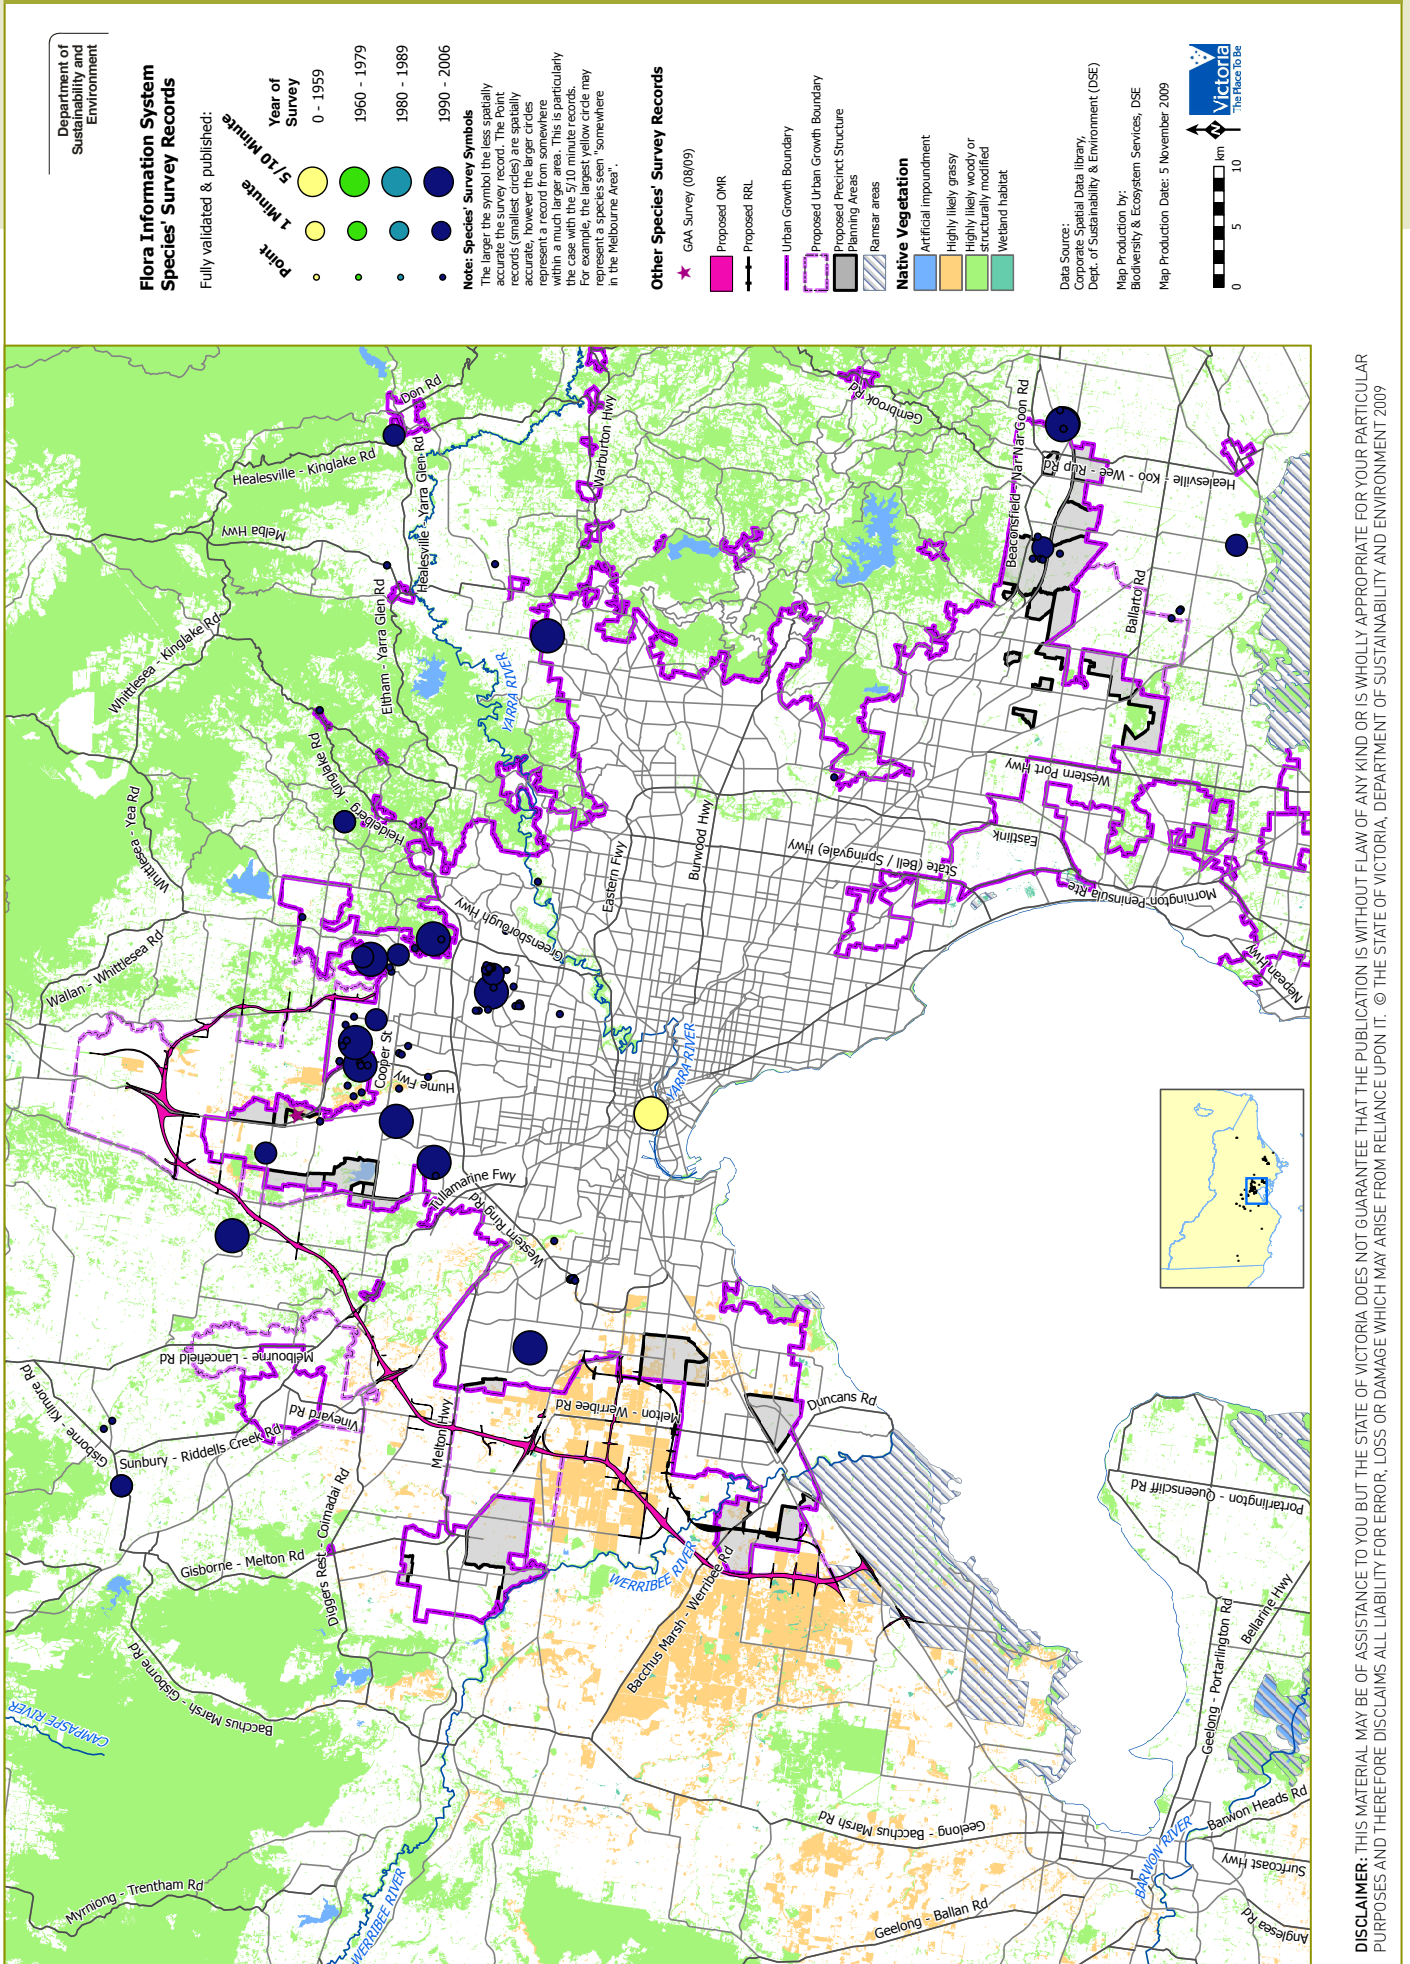 Department of
Sustainability and
Environment
Flora Information System
Species' Survey Records
Fully validated & published:
Point
1 Minute
5/10 Minute
Year of
Survey
0 - 1959
1960 - 1979
1980 - 1989
1990 - 2006
Note: Species' Survey Symbols
The larger the symbol the less spatially
accurate the survey record. The Point
records (smallest circles) are spatially
accurate, however the larger circles
represent a record from somewhere
within a much larger area. This is particularly
the case with the 5/10 minute records.
For example, the largest yellow circle may
represent a species seen "somewhere
in the Melbourne Area".
Other Species' Survey Records
GAA Survey (08/09)
Proposed OMR
Proposed RRL
Urban Growth Boundary
Proposed Urban Growth Boundary
Proposed Precinct Structure
Planning Areas
Ramsar areas
Native Vegetation
Artificial impoundment
Highly likely grassy
Highly likely woody or
structurally modified
Wetland habitat
Data Source:
Corporate Spatial Data library,
Dept. of Sustainability & Environment (DSE)
Map Production by:
Biodiversity & Ecosystem Services, DSE
Map Production Date: 5 November 2009
0
5
10
km
N
Victoria
The Place To Be
Don Rd
Healesville - Kinglake Rd
Melba Hwy
Healesville - Yarra Glen Rd
Warburton Hwy
Gembrook Rd
Beaconsfield - Nar Nar Goon Rd
Healesville - Koo - Wee - Rup Rd
Whittlesea - Kinglake Rd
Eltham - Yarra Glen Rd
YARRA RIVER
Ballarto Rd
Heidelberg - Kinglake Rd
Whittlesea - Yea Rd
Western Port Hwy
Burwood Hwy
Eastern Fwy
Eastlink
State (Bell / Springvale) Hwy
Mornington-Peninsula Rte
Nepean Hwy
Greensborough Hwy
Wallan - Whittlesea Rd
Cooper St
Hume Fwy
YARRA RIVER
Tullamarine Fwy
Western Ring Rd
Melbourne - Lancefield Rd
Gisborne - Kilmore Rd
Vineyard Rd
Sunbury - Riddells Creek Rd
Melton Hwy
Melton - Werribee Rd
Duncans Rd
Diggers Rest - Coimadai Rd
Gisborne - Melton Rd
WERRIBEE RIVER
Bacchus Marsh - Werribee Rd
Bacchus Marsh - Gisborne Rd
CAMPASPE RIVER
Portarlington - Queenscliff Rd
Geelong - Portarlington Rd
Bellarine Hwy
Geelong - Bacchus Marsh Rd
Barwon Heads Rd
BARWON RIVER
Surfcoast Hwy
Anglesea Rd
Geelong - Ballan Rd
Myrniong - Trentham Rd
WERRIBEE RIVER
DISCLAIMER: THIS MATERIAL MAY BE OF ASSISTANCE TO YOU BUT THE STATE OF VICTORIA DOES NOT GUARANTEE THAT THE PUBLICATION IS WITHOUT FLAW OF ANY KIND OR IS WHOLLY APPROPRIATE FOR YOUR PARTICULAR
PURPOSES AND THEREFORE DISCLAIMS ALL LIABILITY FOR ERROR, LOSS OR DAMAGE WHICH MAY ARISE FROM RELIANCE UPON IT. © THE STATE OF VICTORIA, DEPARTMENT OF SUSTAINABILITY AND ENVIRONMENT 2009